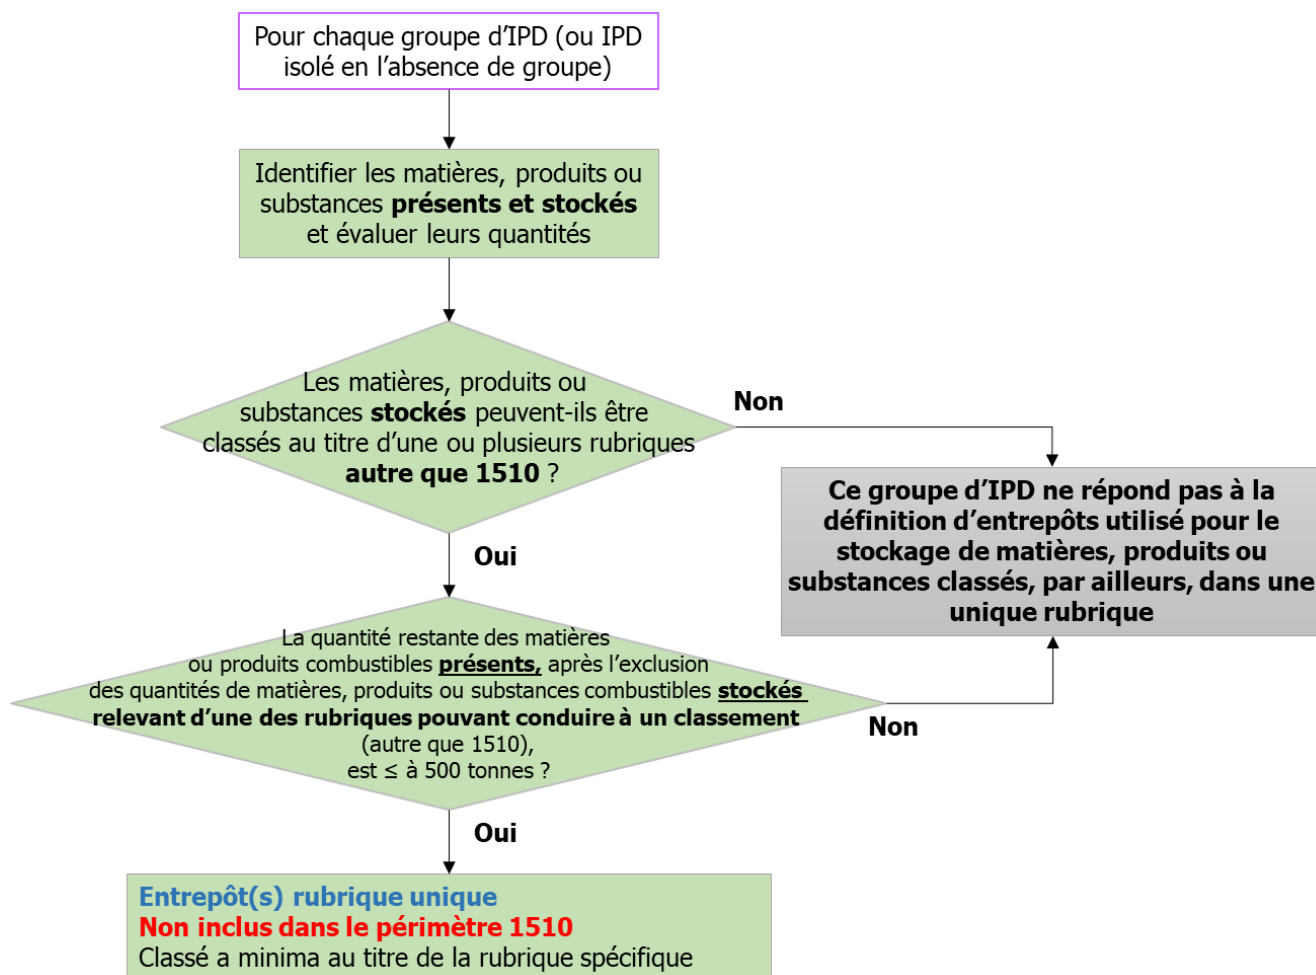 Pour chaque groupe d’IPD (ou IPD
isolé en l’absence de groupe)
Identifier les matières, produits ou
substances présents et stockés
et évaluer leurs quantités
Les matières, produits ou
substances stockés peuvent-ils être
classés au titre d’une ou plusieurs rubriques
autre que 1510 ?
Non
Ce groupe d’IPD ne répond pas à la
définition d’entrepôts utilisé pour le
stockage de matières, produits ou
substances classés, par ailleurs, dans une
unique rubrique
Oui
La quantité restante des matières
ou produits combustibles présents, après l’exclusion
des quantités de matières, produits ou substances combustibles stockés
relevant d’une des rubriques pouvant conduire à un classement
(autre que 1510),
est ≤ à 500 tonnes ?
Non
Oui
Entrepôt(s) rubrique unique
Non inclus dans le périmètre 1510
Classé a minima au titre de la rubrique spécifique